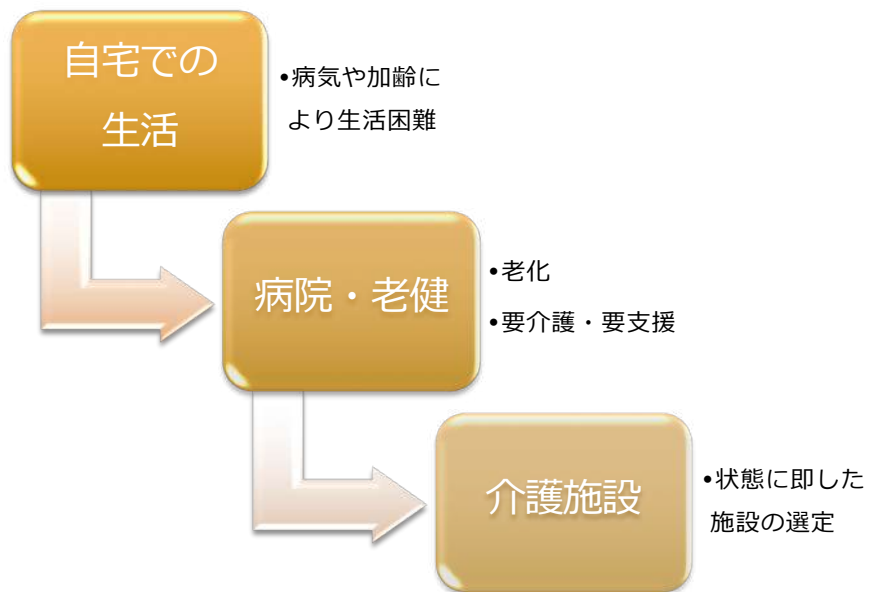 自宅での
生活
•病気や加齢に
より生活困難
病院・老健
•老化
•要介護・要支援
介護施設
•状態に即した
施設の選定